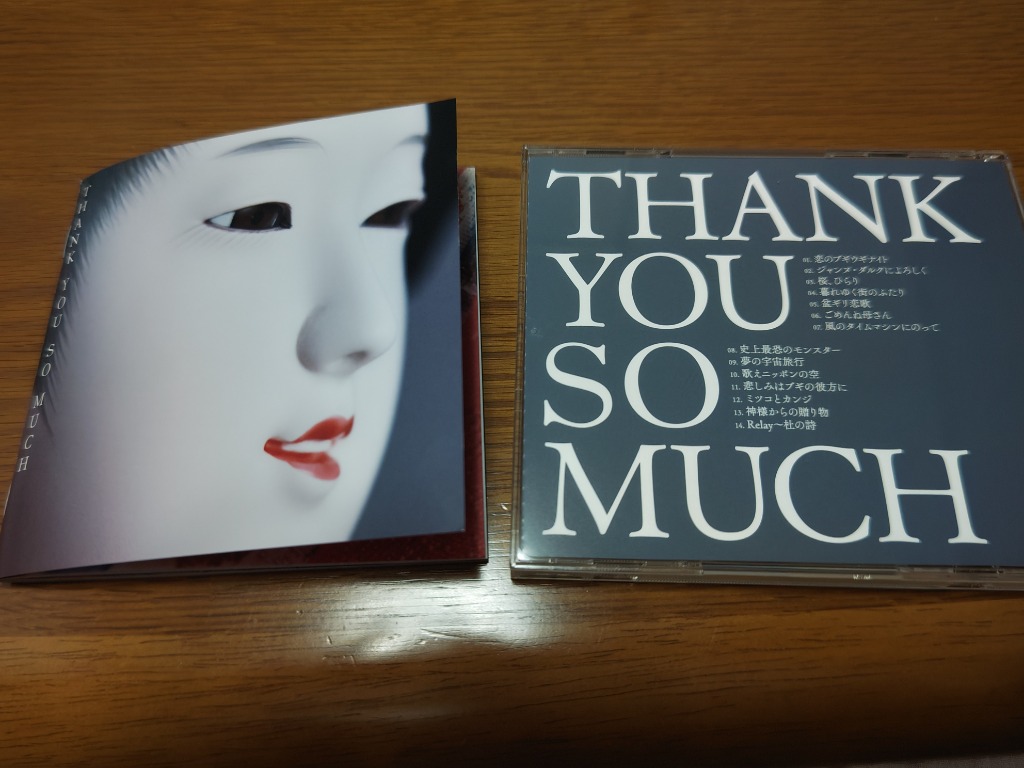 THANK YOU SO MUCH
THANK
YOU
01. 恋のブギウギナイト
02. ジャンヌ・ダルクによろしく
03. 桜、ひらり
04. 暮れゆく街のふたり
05. 盆ギリ恋歌
06. ごめんね母さん
07. 風のタイムマシンにのって
SO
08. 史上最恐のモンスター
09. 夢の宇宙旅行
10. 歌えニッポンの空
11. 悲しみはブギの彼方に
12. ミツコとカンジ
13. 神様からの贈り物
14. Relay〜杜の詩
MUCH